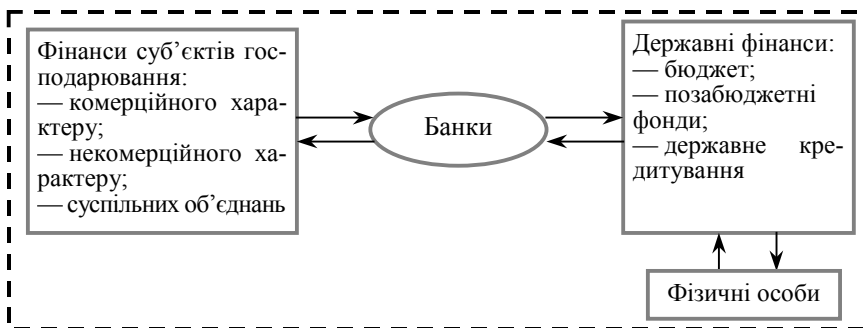 Фінанси суб’єктів гос-
подарювання:
— комерційного хара-
ктеру;
— некомерційного ха-
рактеру;
— суспільних об’єднань
Банки
Державні фінанси:
— бюджет;
— позабюджетні
фонди;
— державне кре-
дитування
Фізичні особи